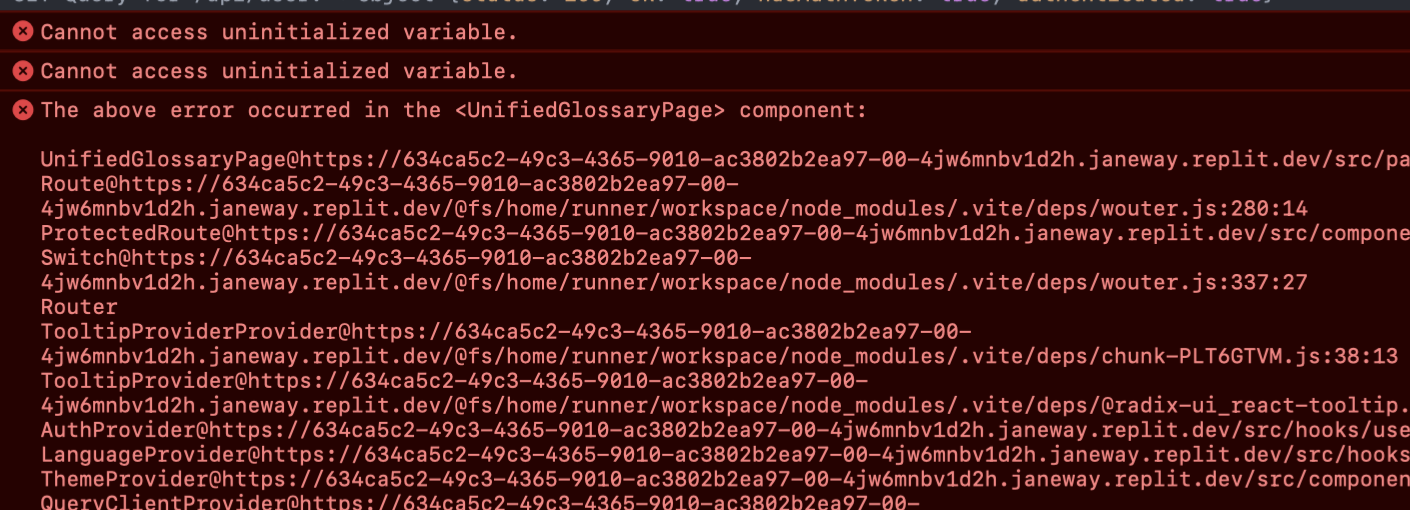 Cannot access uninitialized variable.
Cannot access uninitialized variable.
The above error occurred in the <UnifiedGlossaryPage> component:
UnifiedGlossaryPage@https://634ca5c2-49c3-4365-9010-ac3802b2ea97-00-4jw6mnbv1d2h.janeway.replit.dev/src/pa
Route@https://634ca5c2-49c3-4365-9010-ac3802b2ea97-00-
4jw6mnbv1d2h.janeway.replit.dev/@fs/home/runner/workspace/node_modules/.vite/deps/wouter.js:280:14
ProtectedRoute@https://634ca5c2-49c3-4365-9010-ac3802b2ea97-00-4jw6mnbv1d2h.janeway.replit.dev/src/compone
Switch@https://634ca5c2-49c3-4365-9010-ac3802b2ea97-00-
4jw6mnbv1d2h.janeway.replit.dev/@fs/home/runner/workspace/node_modules/.vite/deps/wouter.js:337:27
Router
TooltipProviderProvider@https://634ca5c2-49c3-4365-9010-ac3802b2ea97-00-
4jw6mnbv1d2h.janeway.replit.dev/@fs/home/runner/workspace/node_modules/.vite/deps/chunk-PLT6GTVM.js:38:13
TooltipProvider@https://634ca5c2-49c3-4365-9010-ac3802b2ea97-00-
4jw6mnbv1d2h.janeway.replit.dev/@fs/home/runner/workspace/node_modules/.vite/deps/@radix-ui_react-tooltip.
AuthProvider@https://634ca5c2-49c3-4365-9010-ac3802b2ea97-00-4jw6mnbv1d2h.janeway.replit.dev/src/hooks/use
LanguageProvider@https://634ca5c2-49c3-4365-9010-ac3802b2ea97-00-4jw6mnbv1d2h.janeway.replit.dev/src/hooks
ThemeProvider@https://634ca5c2-49c3-4365-9010-ac3802b2ea97-00-4jw6mnbv1d2h.janeway.replit.dev/src/componen
QueryClientProvider@https://634ca5c2-49c3-4365-9010-ac3802b2ea97-00-